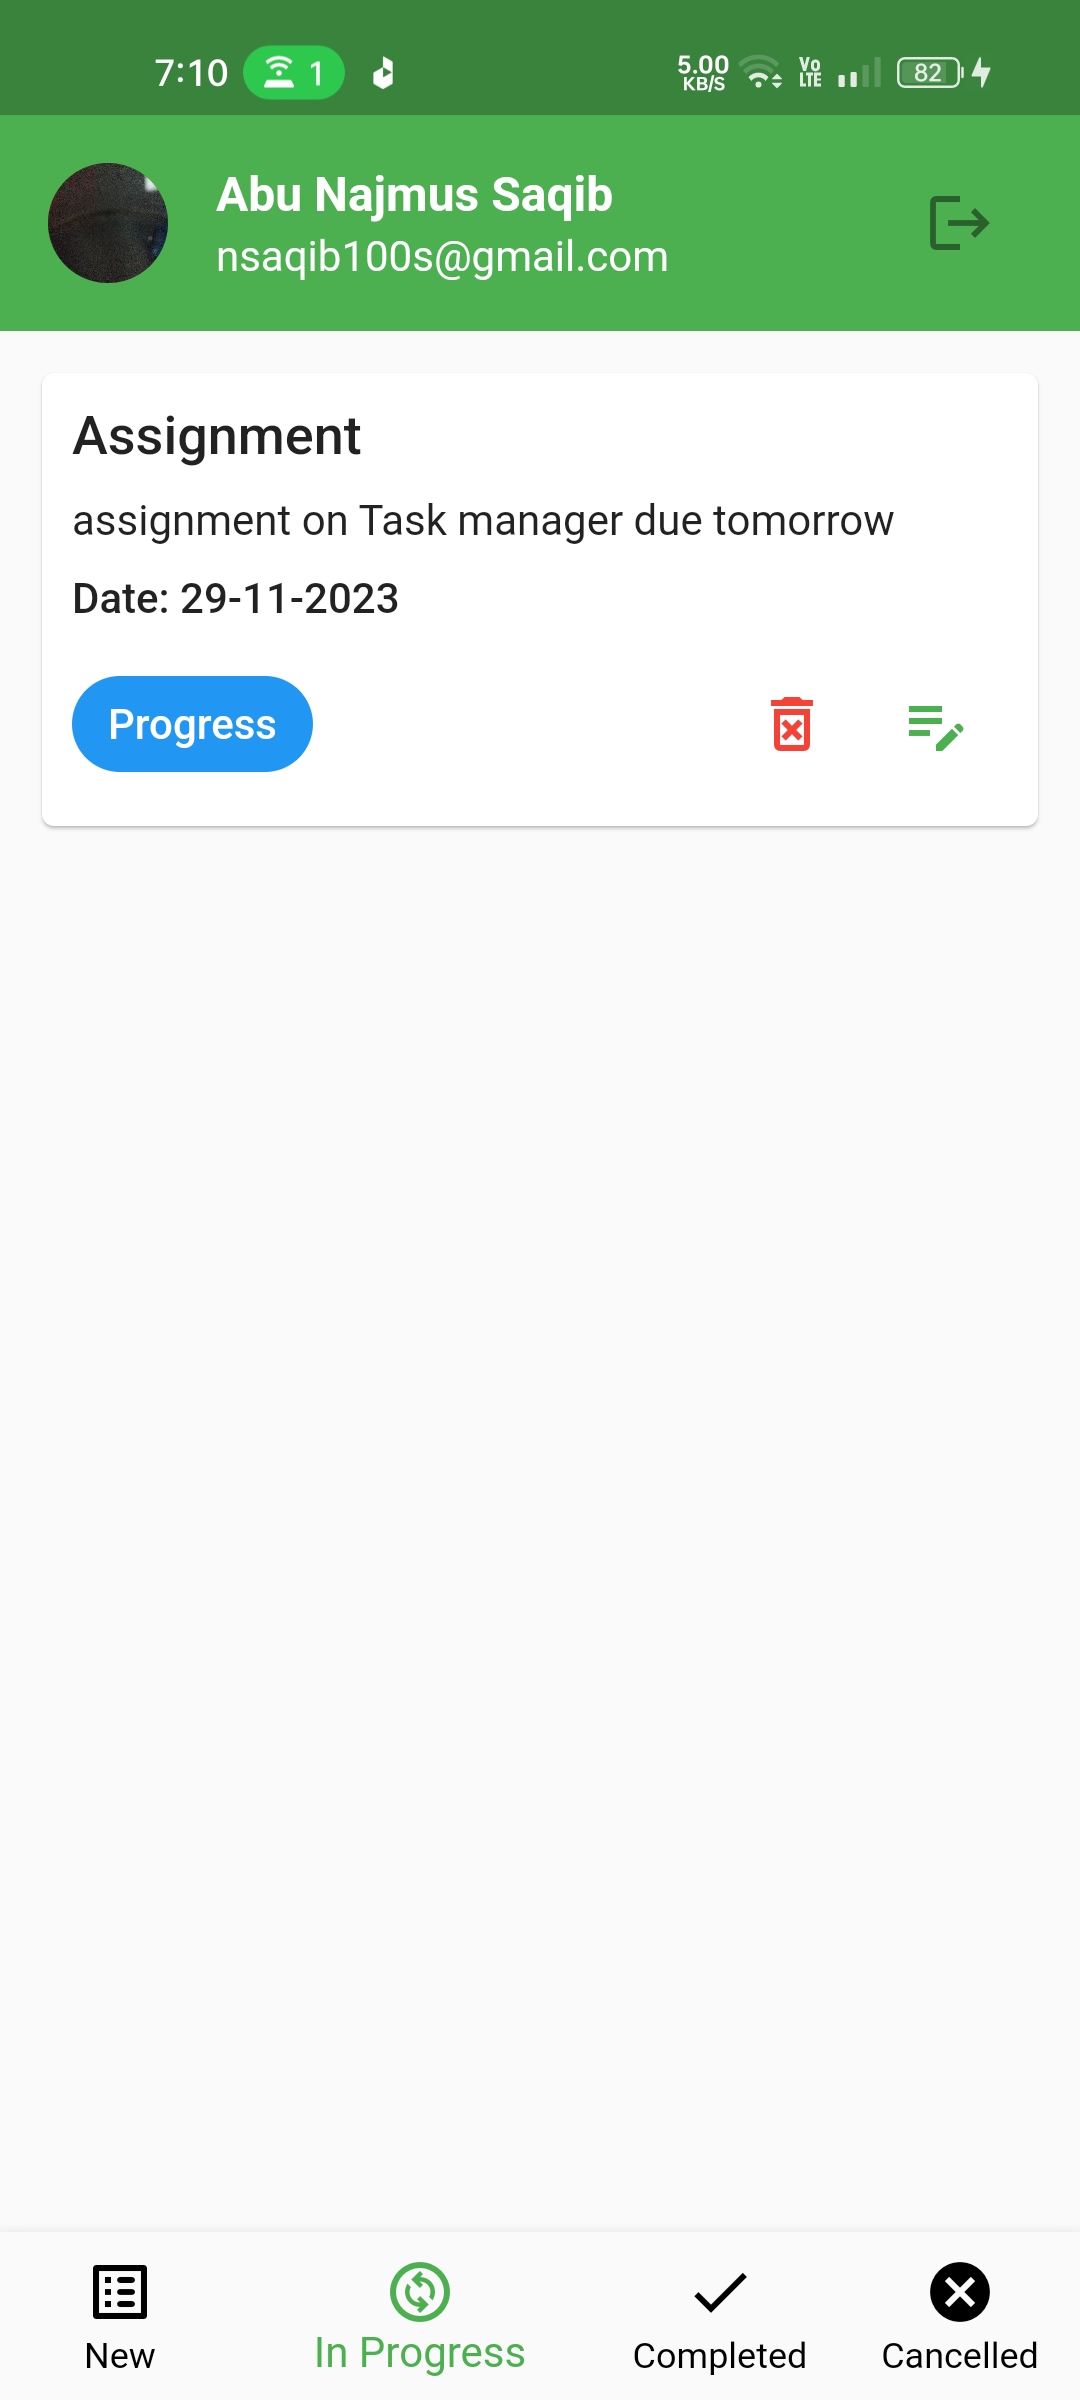 7:10 1 5.00 KB/S Vo LTE 82
Abu Najmus Saqib
nsaqib100s@gmail.com
Assignment
assignment on Task manager due tomorrow
Date: 29-11-2023
Progress
New In Progress Completed Cancelled